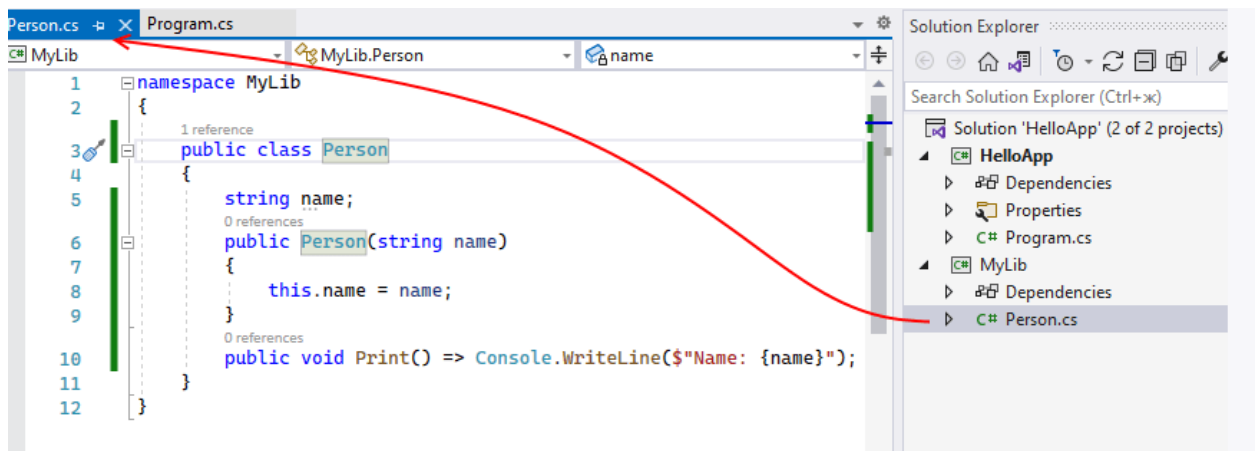 Person.cs Program.cs
C# MyLib MyLib.Person name
1 namespace MyLib
2 {
1 reference
3 public class Person
4 {
5 string name;
0 references
6 public Person(string name)
7 {
8 this.name = name;
9 }
0 references
10 public void Print() => Console.WriteLine($"Name: {name}");
11 }
12 }
Solution Explorer
Search Solution Explorer (Ctrl+ж)
Solution 'HelloApp' (2 of 2 projects)
C# HelloApp
Dependencies
Properties
C# Program.cs
C# MyLib
Dependencies
C# Person.cs